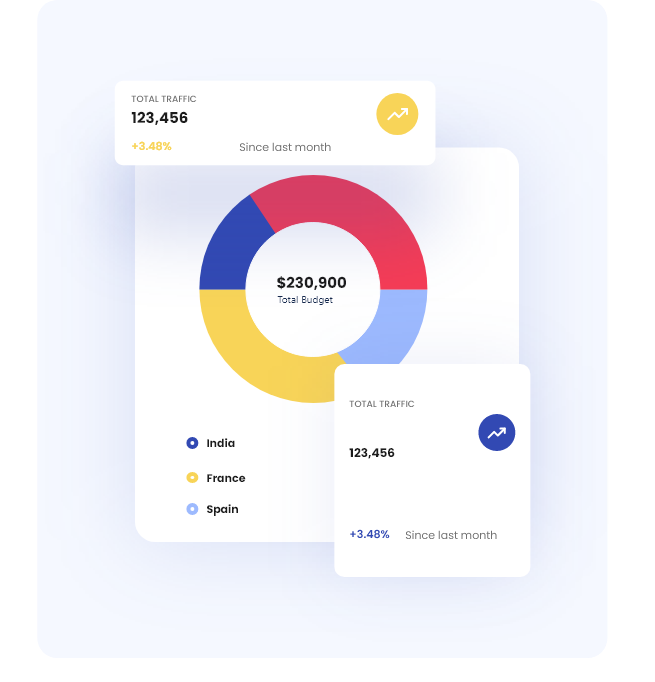 TOTAL TRAFFIC
123,456
+3.48% Since last month
$230,900
Total Budget
TOTAL TRAFFIC
India
123,456
France
Spain
+3.48% Since last month